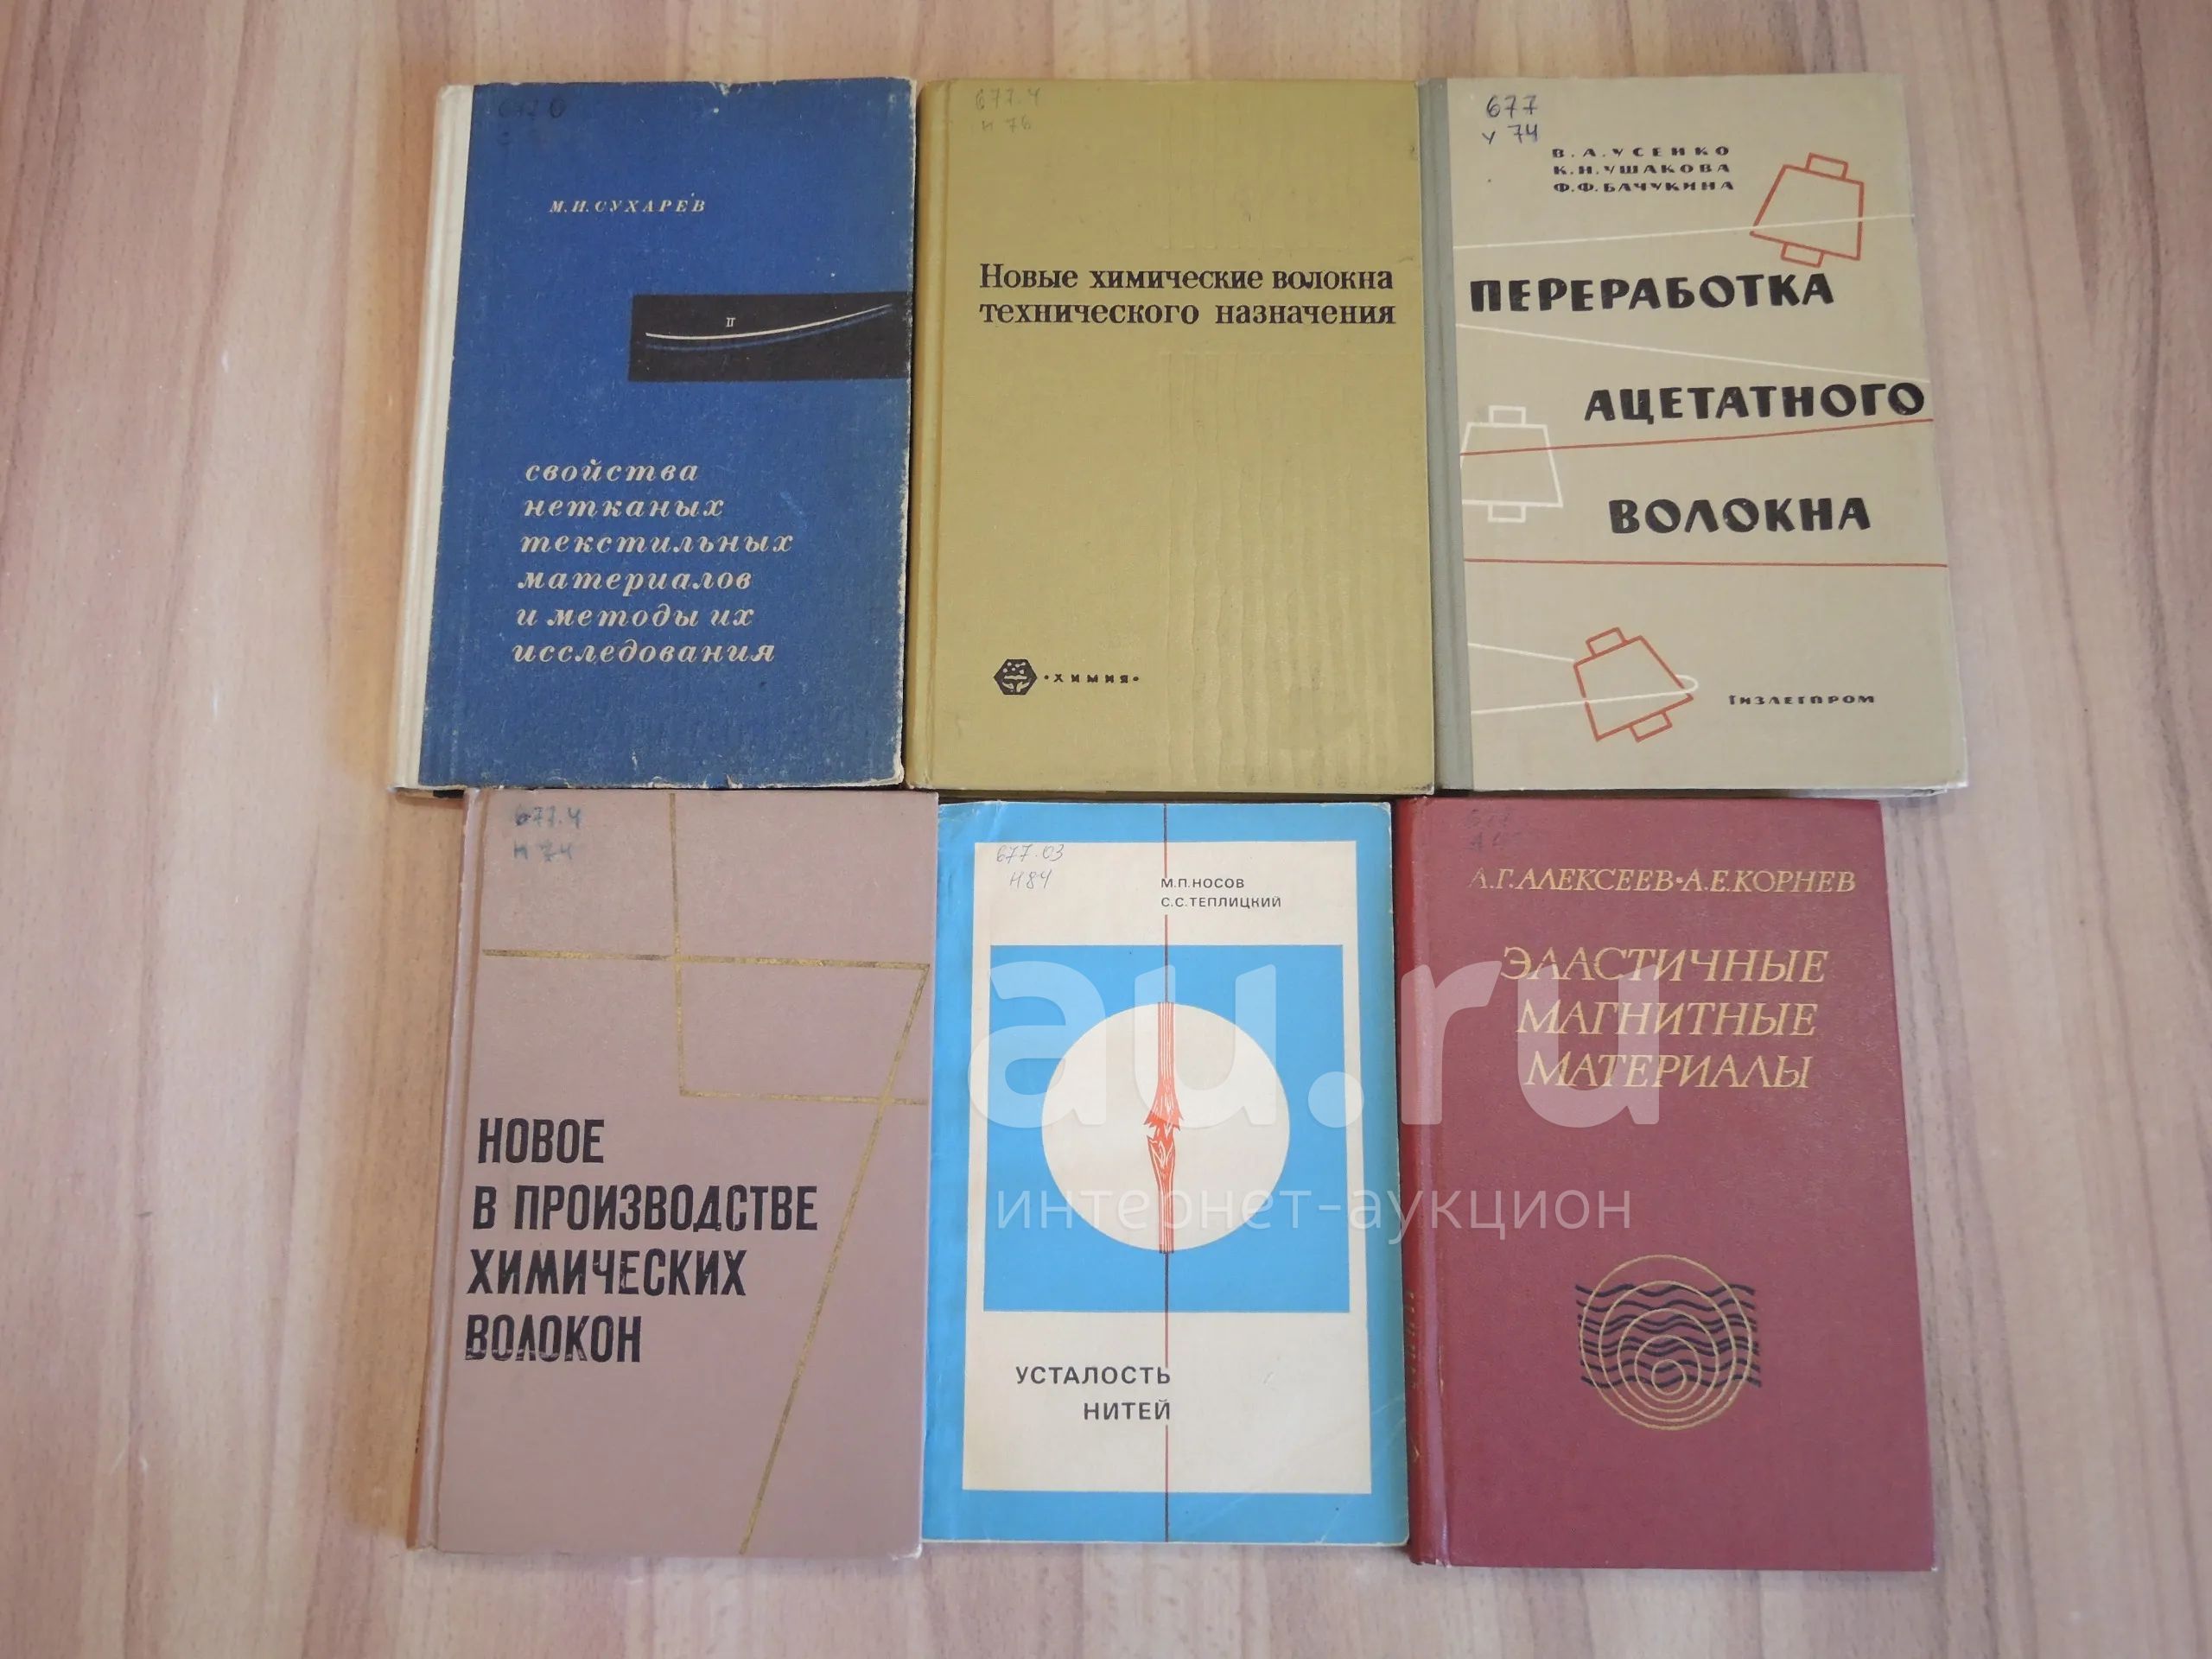 М.И.СУХАРЕВ
II
свойства
нетканых
текстильных
материалов
и методы их
исследования
677.4
Н 76
Новые химические волокна
технического назначения
•ХИМИЯ•
677
У 74
В.А.УСЕНКО
К.Н.УШАКОВА
Ф.Ф.БАЧУКИНА
ПЕРЕРАБОТКА
АЦЕТАТНОГО
ВОЛОКНА
ГИЗЛЕГПРОМ
677.4
Н 74
НОВОЕ
В ПРОИЗВОДСТВЕ
ХИМИЧЕСКИХ
ВОЛОКОН
677.03
Н84
М.П.НОСОВ
С.С.ТЕПЛИЦКИЙ
УСТАЛОСТЬ
НИТЕЙ
А.Г.АЛЕКСЕЕВ•А.Е.КОРНЕВ
ЭЛАСТИЧНЫЕ
МАГНИТНЫЕ
МАТЕРИАЛЫ
au.ru
интернет-аукцион